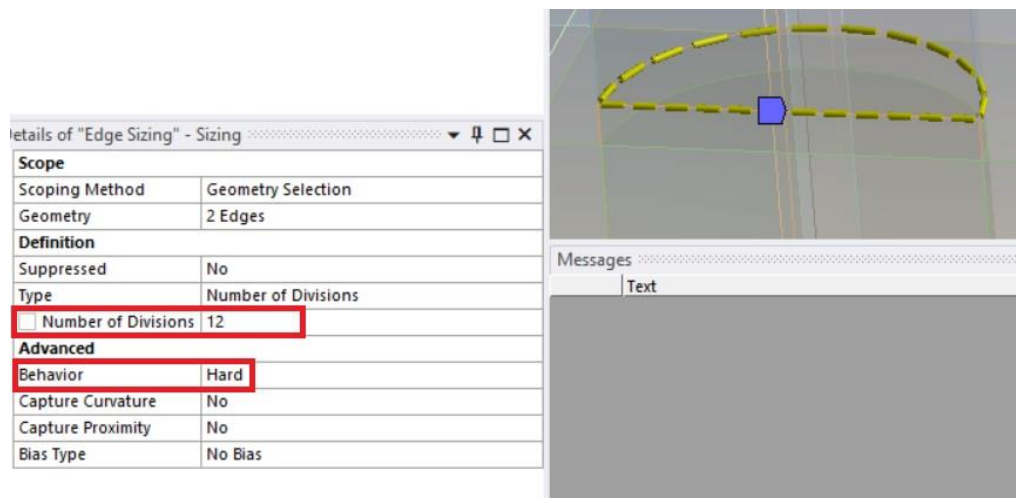 etails of "Edge Sizing" - Sizing
Scope
Scoping Method Geometry Selection
Geometry 2 Edges
Definition
Suppressed No
Type Number of Divisions
Number of Divisions 12
Advanced
Behavior Hard
Capture Curvature No
Capture Proximity No
Bias Type No Bias
Messages
Text